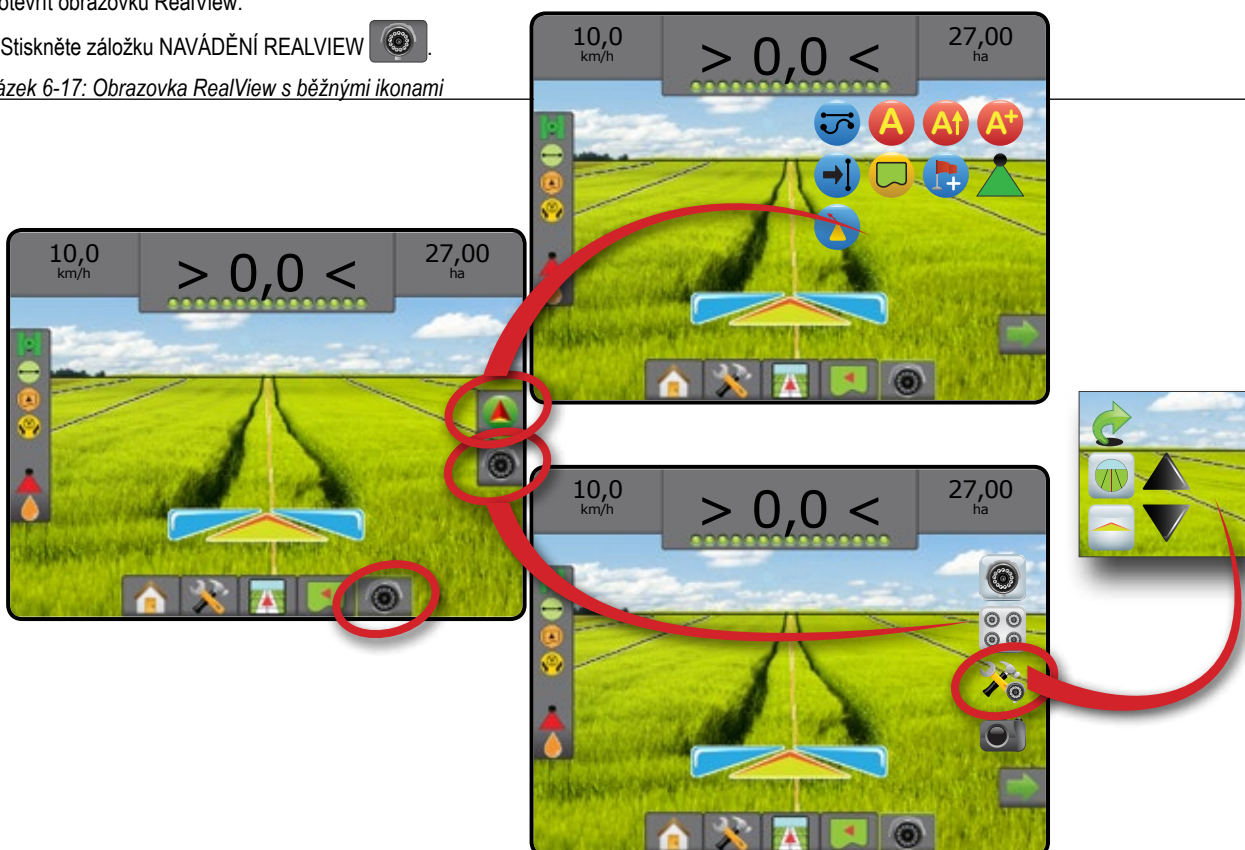 otevřít obrazovku RealView:
Stiskněte záložku NAVÁDĚNÍ REALVIEW .
ázek 6-17: Obrazovka RealView s běžnými ikonami
10,0
km/h
> 0,0 <
27,00
ha
A
A
A+
10,0
km/h
> 0,0 <
27,00
ha
10,0
km/h
> 0,0 <
27,00
ha